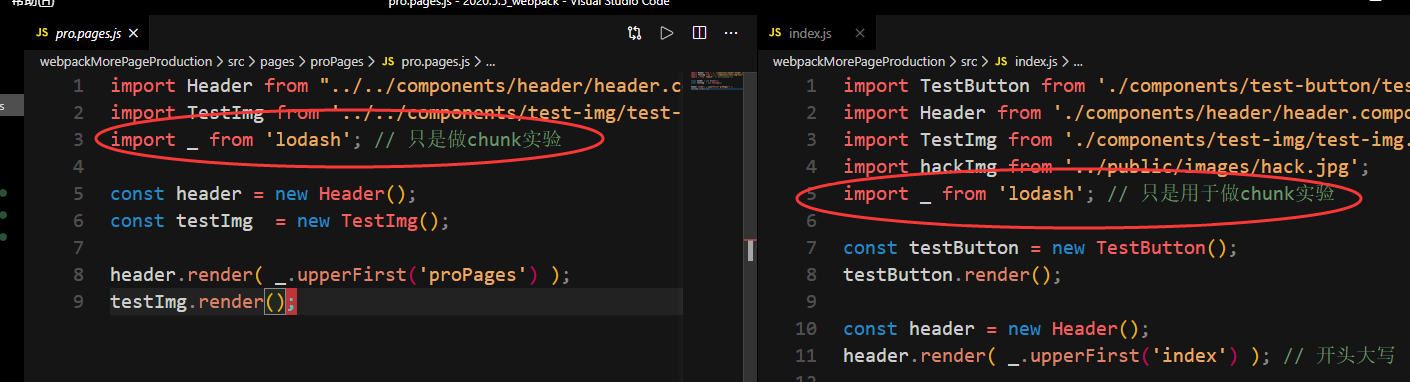 帮助(H)
pro.pages.js - 2020.5.5_webpack - Visual Studio Code
JS pro.pages.js ×
webpackMorePageProduction > src > pages > proPages > JS pro.pages.js > ...
1 import Header from "../../components/header/header.c
2 import TestImg from '../../components/test-img/test-
3 import _ from 'lodash'; // 只是做chunk实验
4
5 const header = new Header();
6 const testImg  = new TestImg();
7
8 header.render( _.upperFirst('proPages') );
9 testImg.render();
JS index.js ×
webpackMorePageProduction > src > JS index.js > ...
1 import TestButton from './components/test-button/tes
2 import Header from './components/header/header.compo
3 import TestImg from './components/test-img/test-img.
4 import hackImg from '../public/images/hack.jpg';
5 import _ from 'lodash'; // 只是用于做chunk实验
6
7 const testButton = new TestButton();
8 testButton.render();
9
10 const header = new Header();
11 header.render( _.upperFirst('index') ); // 开头大写